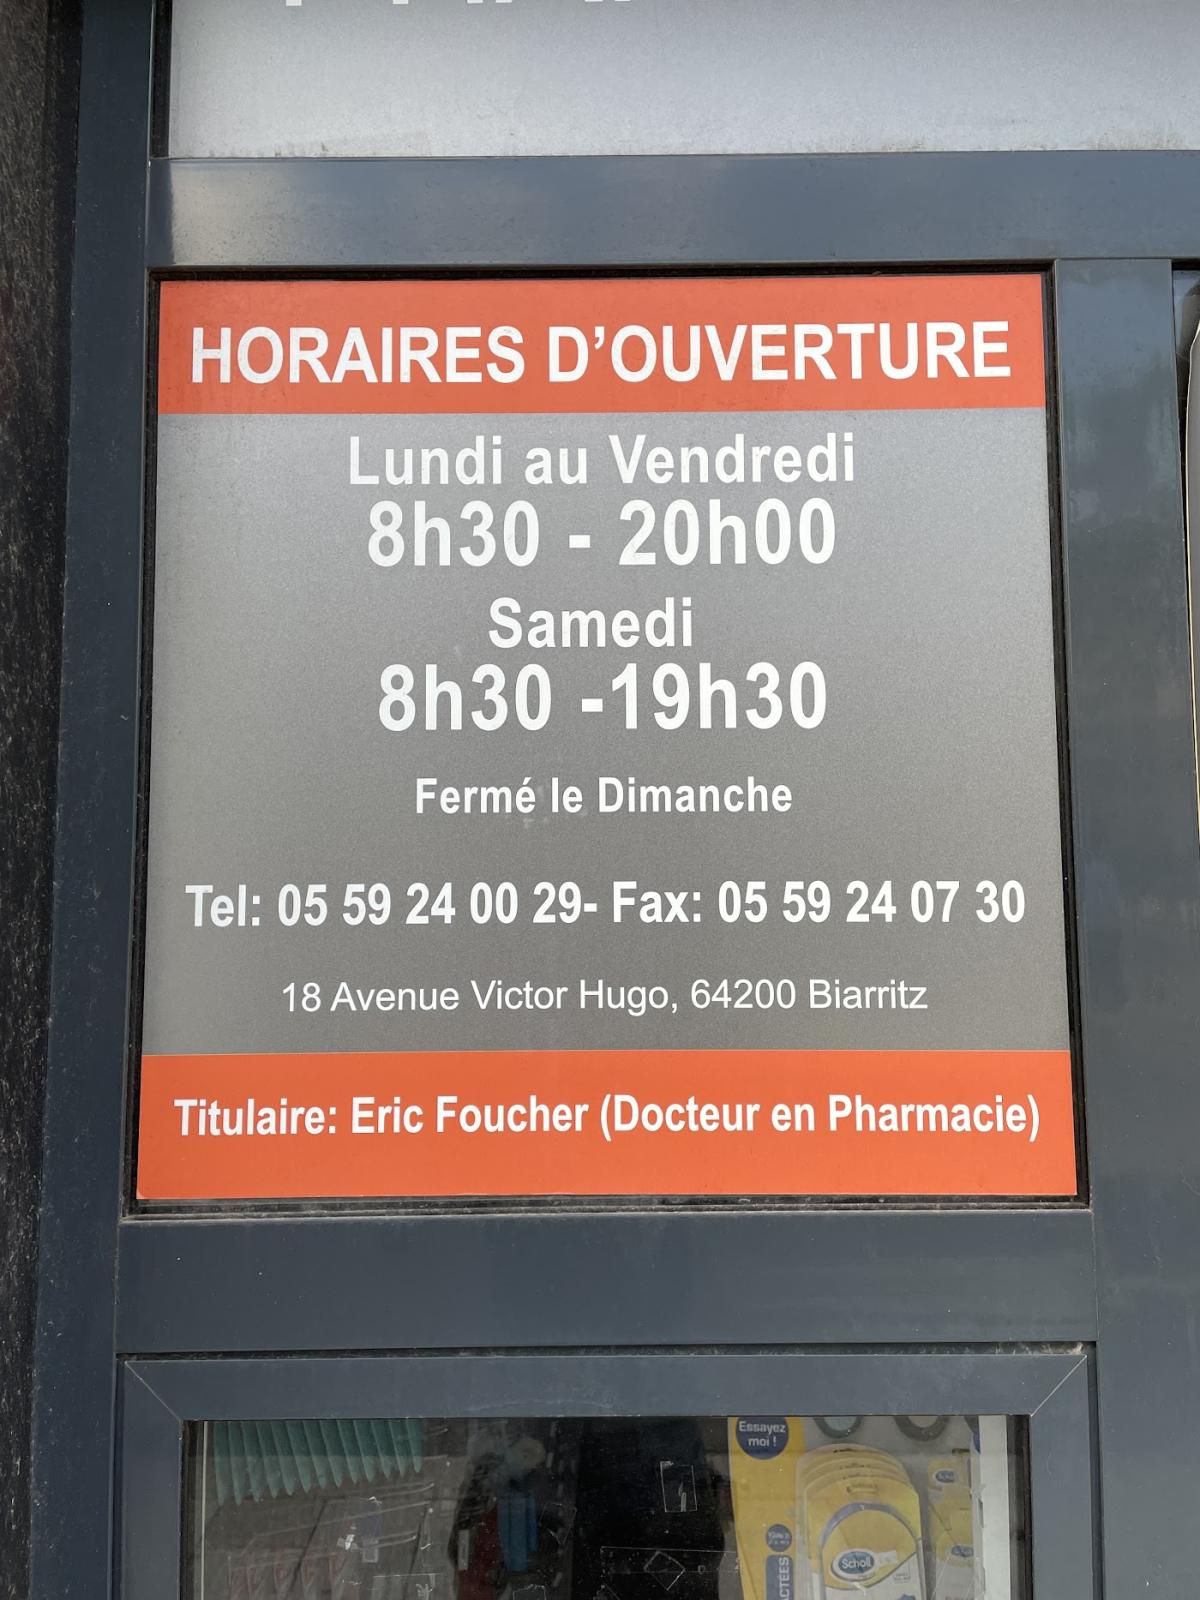 HORAIRES D'OUVERTURE
Lundi au Vendredi
8h30 - 20h00
Samedi
8h30 -19h30
Fermé le Dimanche
Tel: 05 59 24 00 29- Fax: 05 59 24 07 30
18 Avenue Victor Hugo, 64200 Biarritz
Titulaire: Eric Foucher (Docteur en Pharmacie)
Essayez
moi !
Scholl